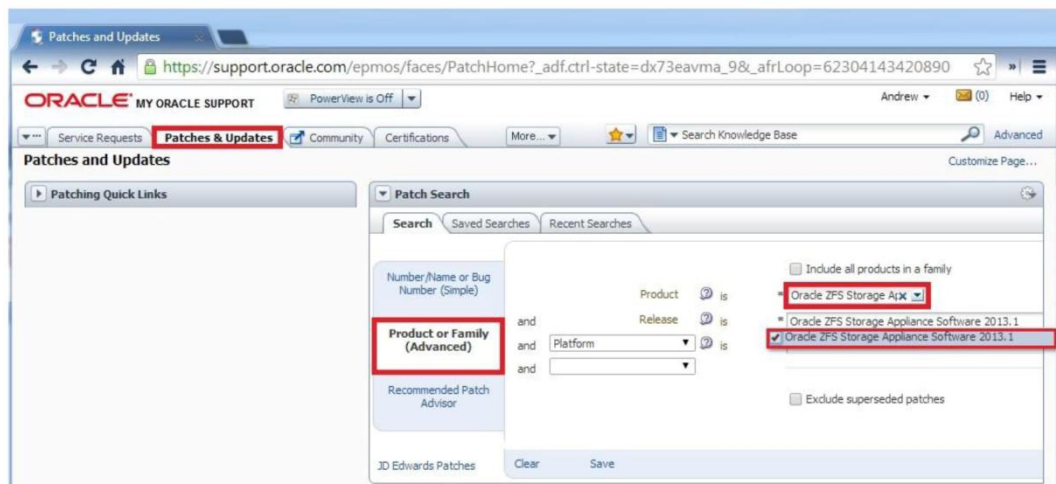 Patches and Updates
https://support.oracle.com/epmos/faces/PatchHome?_adf.ctrl-state=dx73eavma_9&_afrLoop=62304143420890
ORACLE MY ORACLE SUPPORT PowerView is Off Andrew (0) Help
Service Requests Patches & Updates Community Certifications More... Search Knowledge Base Advanced
Patches and Updates Customize Page...
Patching Quick Links
Patch Search
Search Saved Searches Recent Searches
Number/Name or Bug Number (Simple)
Product or Family (Advanced)
Recommended Patch Advisor
JD Edwards Patches
Include all products in a family
Product is * Oracle ZFS Storage Ap
and Release is * Oracle ZFS Storage Appliance Software 2013.1
Oracle ZFS Storage Appliance Software 2013.1
and Platform is
and
Exclude superseded patches
Clear Save